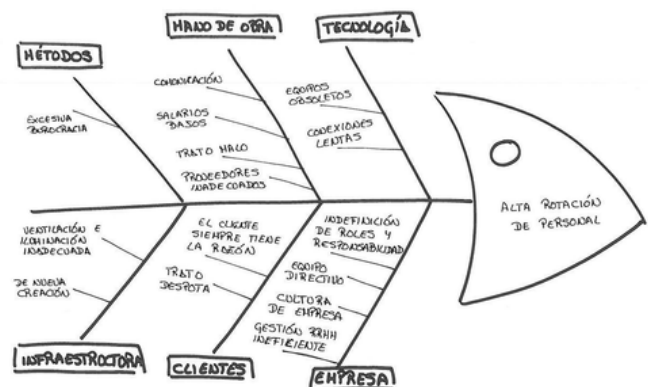 MÉTODOS
EXCESIVA
BUROCRACIA
MANO DE OBRA
COMUNICACIÓN
SALARIOS
BAJOS
TRATO MALO
PROVEEDORES
INADECUADOS
TECNOLOGÍA
EQUIPOS
OBSOLETOS
CONEXIONES
LENTAS
ALTA ROTACIÓN
DE PERSONAL
VENTILACIÓN E
ILUMINACIÓN
INADECUADA
DE NUEVA
CREACIÓN
INFRAESTRUCTURA
EL CLIENTE
SIEMPRE TIENE
LA RAZÓN
TRATO
DESPOTA
CLIENTES
INDEFINICIÓN
DE ROLES Y
RESPONSABILIDAD
EQUIPO
DIRECTIVO
CULTURA
DE EMPRESA
GESTIÓN RRHH
INEFICIENTE
EMPRESA